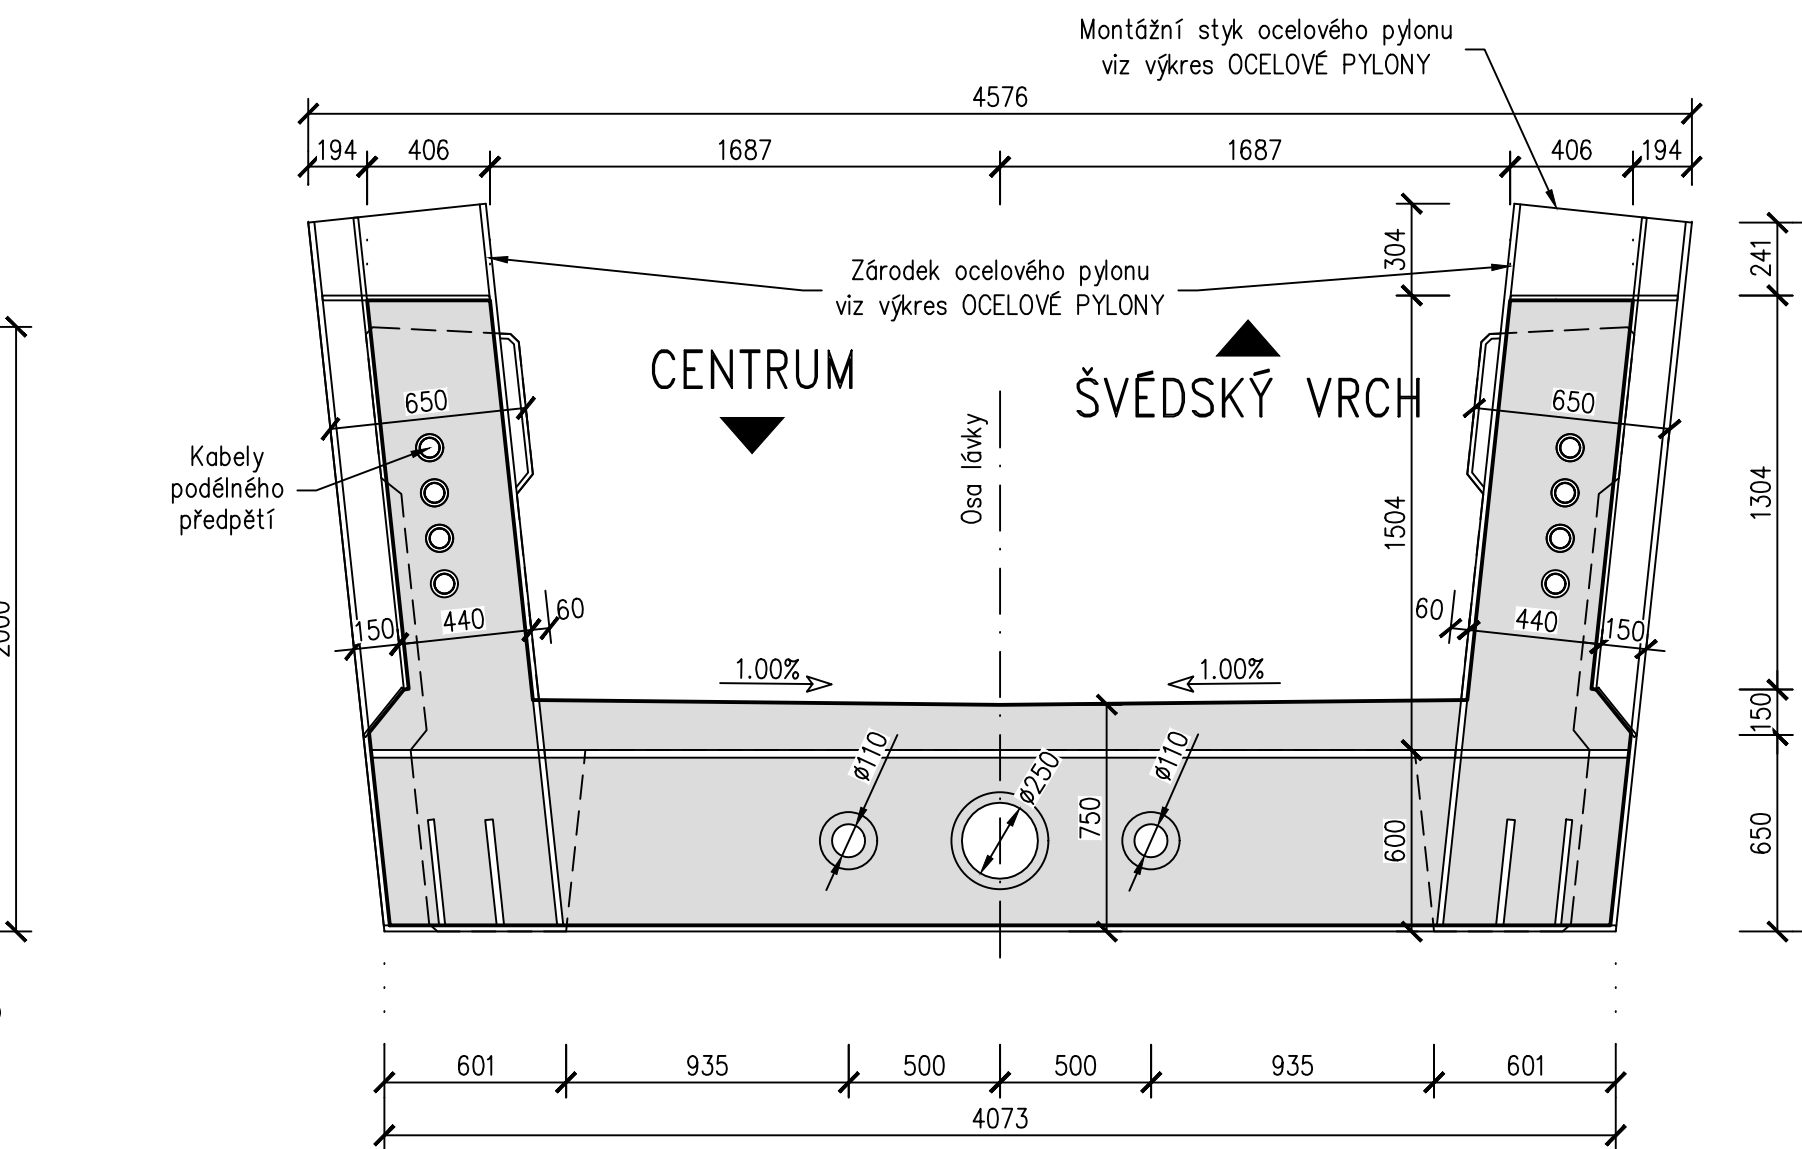 Montážní styk ocelového pylonu
viz výkres OCELOVÉ PYLONY
4576
194 406 1687 1687 406 194
304
241
Zárodek ocelového pylonu
viz výkres OCELOVÉ PYLONY
CENTRUM
ŠVÉDSKÝ VRCH
650
650
Osa lávky
Kabely
podélného
předpětí
1504
1304
150 440 60
60 440 150
1.00% 1.00%
150
ø110
ø250
ø110
750
600
650
601 935 500 500 935 601
4073